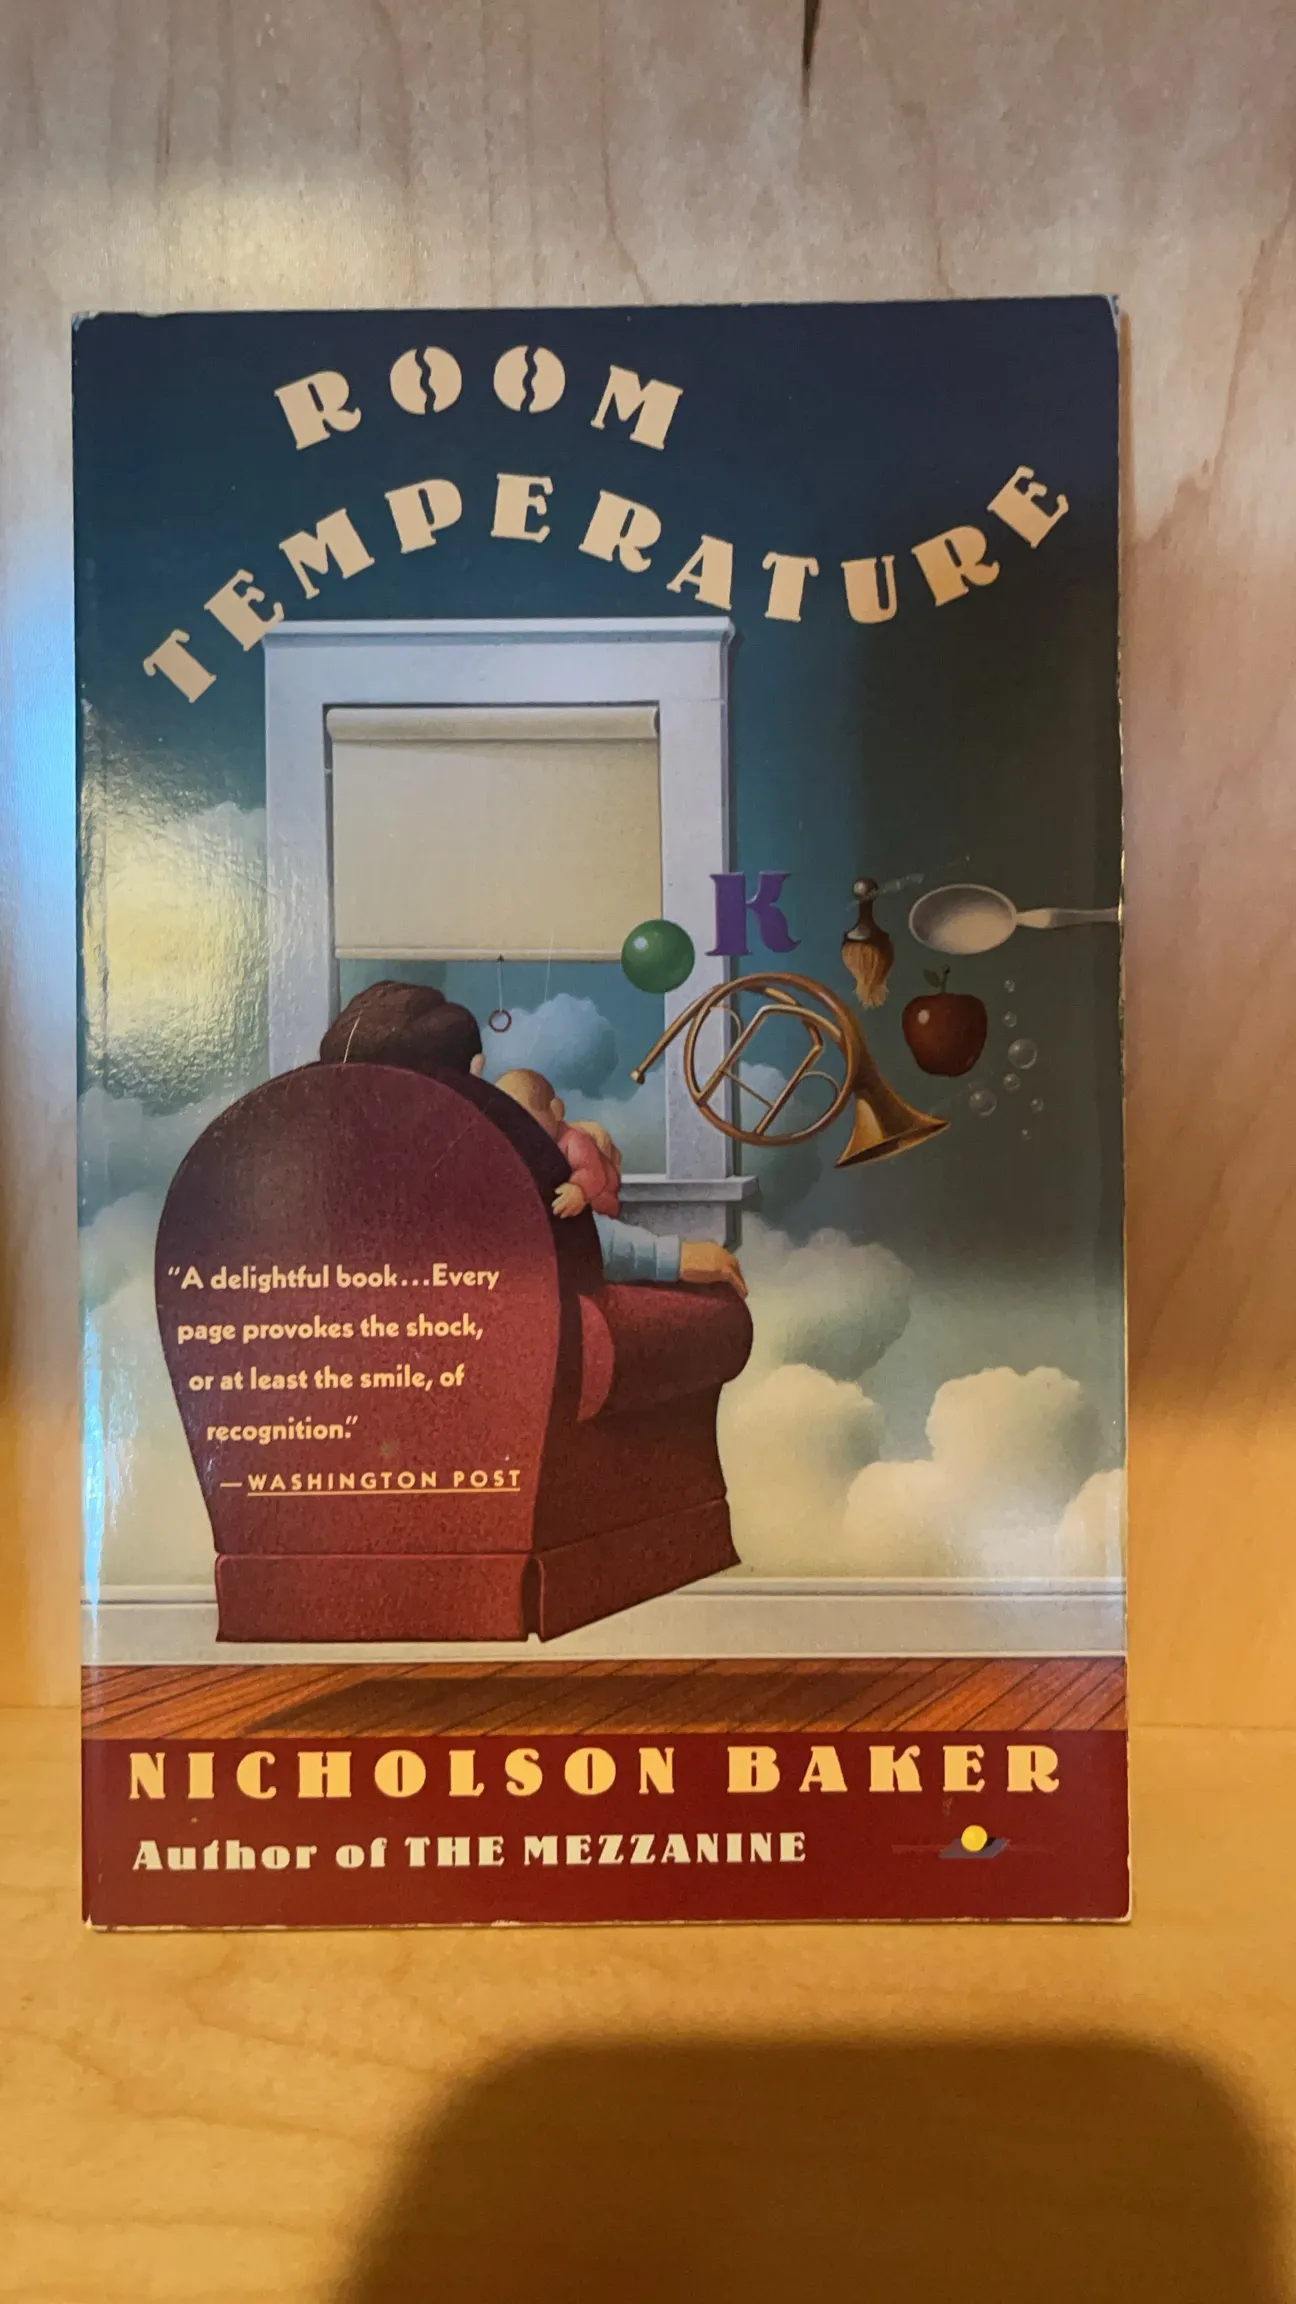 ROOM
TEMPERATURE
K
"A delightful book...Every
page provokes the shock,
or at least the smile, of
recognition."
—WASHINGTON POST
NICHOLSON BAKER
Author of THE MEZZANINE